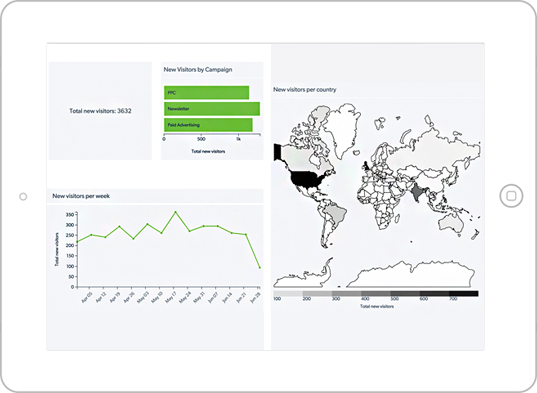 New Visitors by Campaign
Total new visitors: 3632
PPC
Newsletter
Paid Advertising
0 500 1k
Total new visitors
New visitors per country
100 200 300 400 500 600 700
Total new visitors
New visitors per week
350
300
250
200
150
100
50
0
Total new visitors
Apr 05 Apr 12 Apr 19 Apr 26 May 03 May 10 May 17 May 24 May 31 Jun 07 Jun 14 Jun 21 Jun 28